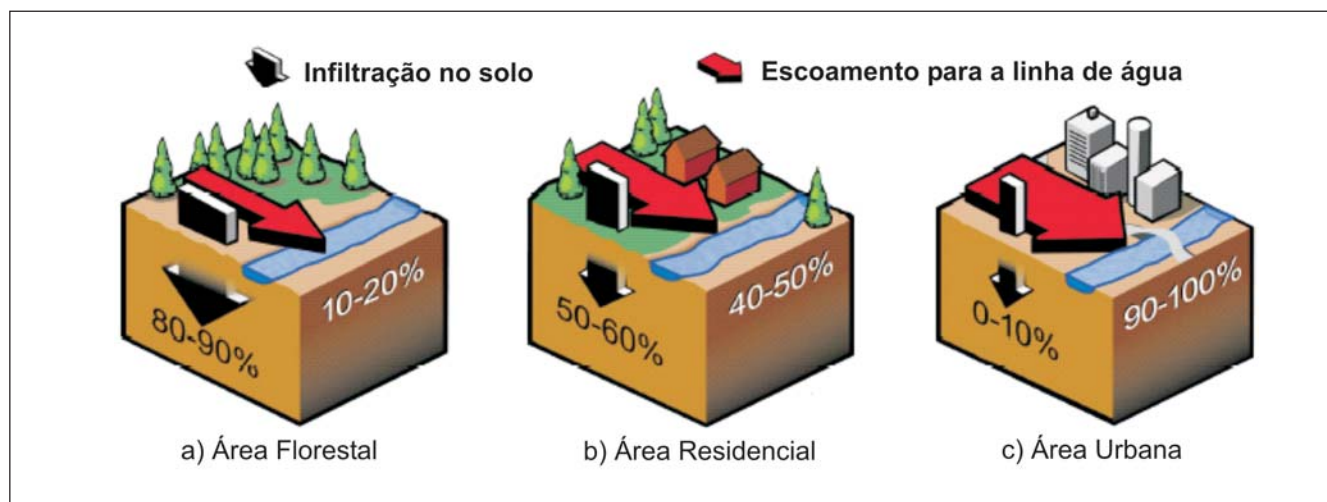 Infiltração no solo
Escoamento para a linha de água
80-90%
10-20%
50-60%
40-50%
0-10%
90-100%
a) Área Florestal
b) Área Residencial
c) Área Urbana